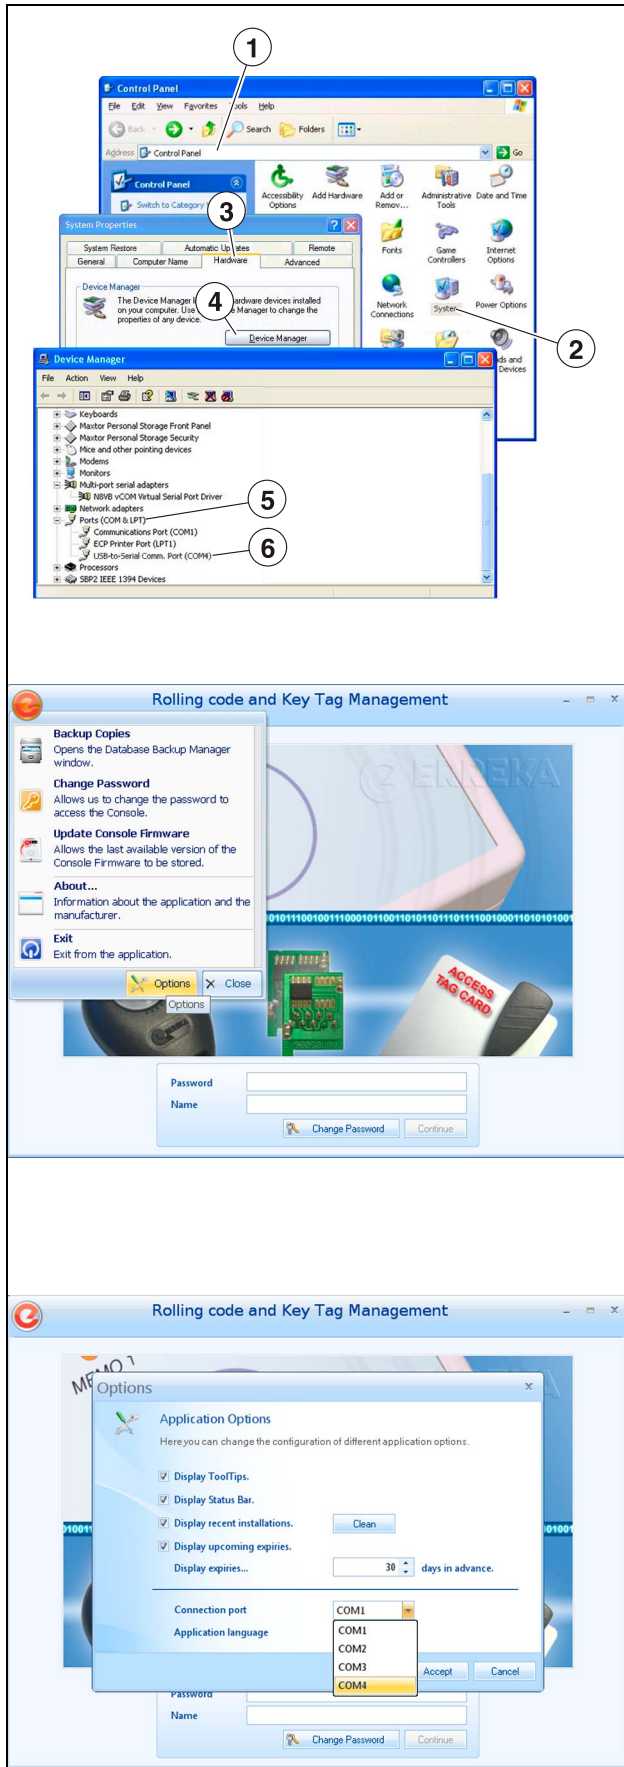 1
Control Panel
File Edit View Favorites Tools Help
Back Search Folders
Address Control Panel Go
Control Panel
Switch to Category
Accessibility Options
Add Hardware
Add or Remov...
Administrative Tools
Date and Time
Fonts
Game Controllers
Internet Options
Network Connections
System
Power Options
ds and
Devices
2
3
System Properties
System Restore Automatic Updates Remote
General Computer Name Hardware Advanced
Device Manager
The Device Manager l hardware devices installed
on your computer. Use e Manager to change the
properties of any device.
4
Device Manager
Device Manager
File Action View Help
Keyboards
Maxtor Personal Storage Front Panel
Maxtor Personal Storage Security
Mice and other pointing devices
Modems
Monitors
Multi-port serial adapters
N8VB vCOM Virtual Serial Port Driver
Network adapters
Ports (COM & LPT)
Communications Port (COM1)
ECP Printer Port (LPT1)
USB-to-Serial Comm. Port (COM4)
Processors
SBP2 IEEE 1394 Devices
5
6
Rolling code and Key Tag Management
Backup Copies
Opens the Database Backup Manager
window.
Change Password
Allows us to change the password to
access the Console.
Update Console Firmware
Allows the last available version of the
Console Firmware to be stored.
About...
Information about the application and the
manufacturer.
Exit
Exit from the application.
Options Close
Options
ERREKA
ACCESS
TAG CARD
Password
Name
Change Password Continue
Rolling code and Key Tag Management
MEMO 1
Options
Application Options
Here you can change the configuration of different application options.
Display ToolTips.
Display Status Bar.
Display recent installations. Clean
Display upcoming expiries.
Display expiries... 30 days in advance.
Connection port COM1
Application language
COM1
COM2
COM3
COM4
Accept Cancel
Password
Name
Change Password Continue